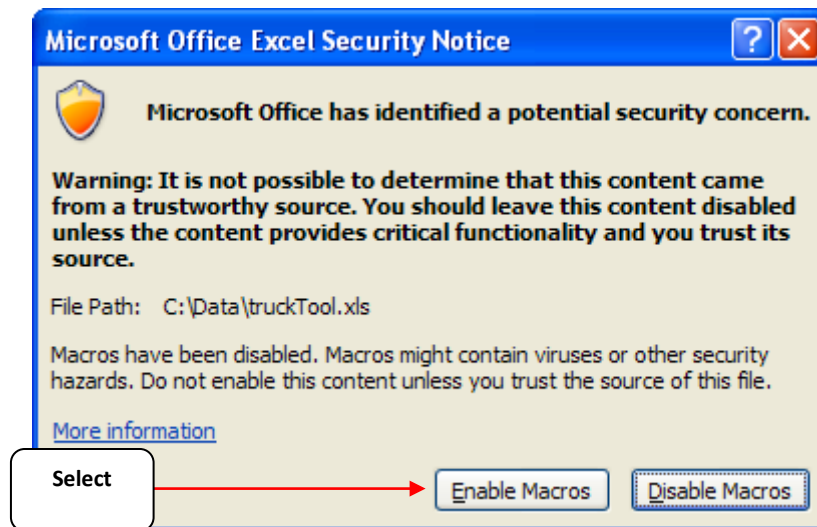 Microsoft Office Excel Security Notice
Microsoft Office has identified a potential security concern.
Warning: It is not possible to determine that this content came
from a trustworthy source. You should leave this content disabled
unless the content provides critical functionality and you trust its
source.
File Path: C:\Data\truckTool.xls
Macros have been disabled. Macros might contain viruses or other security
hazards. Do not enable this content unless you trust the source of this file.
More information
Select
Enable Macros
Disable Macros